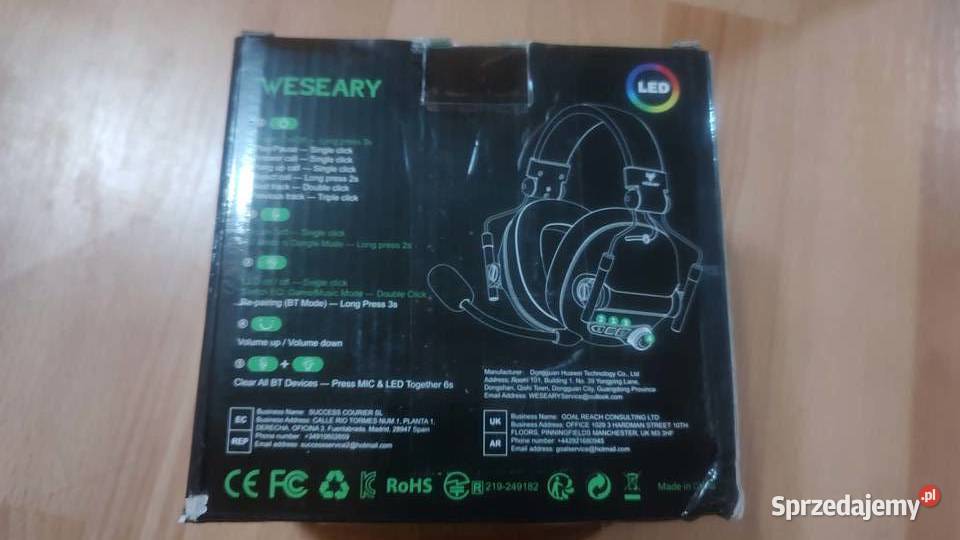 WESEARY
LED
Long press 3s
Play/Pause — Single click
Answer call — Single click
Hang up call — Single click
Reject call — Long press 2s
Next track — Double click
Previous track — Triple click
Single click
Dongle Mode — Long press 2s
Single click
Game/Music Mode — Double Click
Re-pairing (BT Mode) — Long Press 3s
④
Volume up / Volume down
⑤ +
Clear All BT Devices — Press MIC & LED Together 6s
Manufacturer: Dongguan Huawei Technology Co., Ltd
Address: Room 101, Building 1, No. 39 Yongping Lane,
Dongshan, Qishi Town, Dongguan City, Guangdong Province
Email Address: WESEARYService@outlook.com
EC REP
Business Name: SUCCESS COURIER SL
Business Address: CALLE RIO TORMES NUM.1, PLANTA 1,
DERECHA, OFICINA 3, Fuenlabrada, Madrid, 28947 Spain
Phone number: +34910602659
Email address: successservice2@hotmail.com
UK AR
Business Name: GOAL REACH CONSULTING LTD
Business Address: OFFICE 1029 3 HARDMAN STREET 10TH
FLOORS, PINNINGFIELDS MANCHESTER, UK M3 3HF
Phone number: +442921680945
Email address: goalservice@hotmail.com
CE FC RoHS R 219-249182
Made in
Sprzedajemy.pl